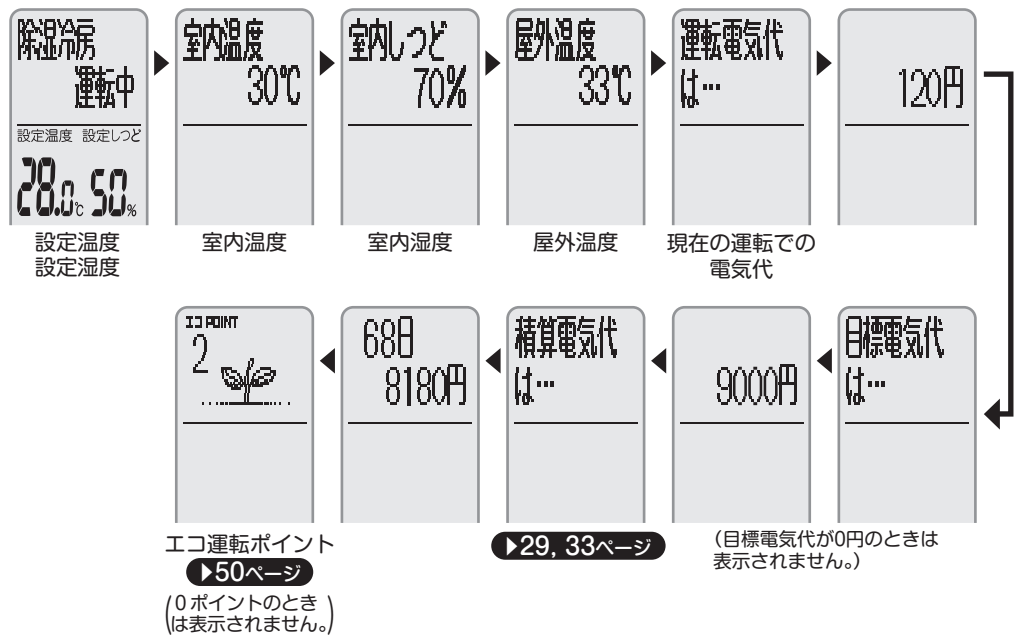 除湿冷房
運転中
設定温度 設定しつど
28.0℃ 50%
設定温度
設定湿度
室内温度
30℃
室内温度
室内しつど
70%
室内湿度
屋外温度
33℃
屋外温度
運転電気代
は…
120円
現在の運転での
電気代
目標電気代
は…
9000円
(目標電気代が0円のときは
表示されません。)
積算電気代
は…
▶29, 33ページ
68日
8180円
エコ POINT
2
エコ運転ポイント
▶50ページ
(0 ポイントのとき
は表示されません。)